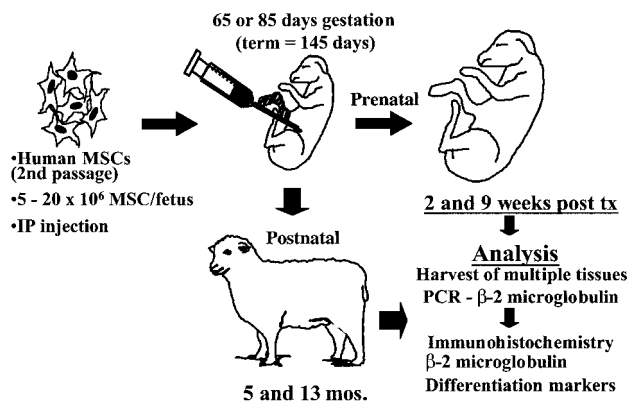 65 or 85 days gestation
(term = 145 days)
Prenatal
•Human MSCs
(2nd passage)
•5 - 20 x 10⁶ MSC/fetus
•IP injection
2 and 9 weeks post tx
Postnatal
Analysis
Harvest of multiple tissues
PCR - β-2 microglobulin
Immunohistochemistry
β-2 microglobulin
Differentiation markers
5 and 13 mos.